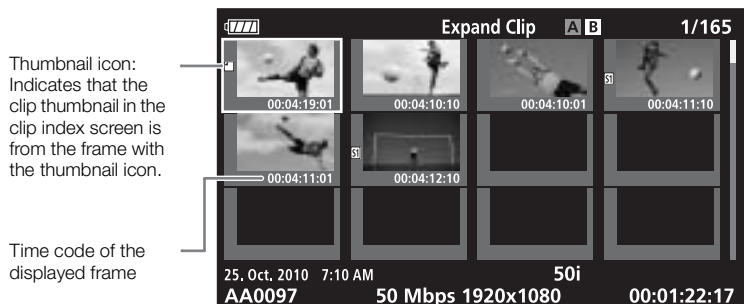 Expand Clip A B 1/165
Thumbnail icon:
Indicates that the
clip thumbnail in the
clip index screen is
from the frame with
the thumbnail icon.
00:04:19:01 00:04:10:10 00:04:10:01 S1 00:04:11:10
00:04:11:01 S1 00:04:12:10
Time code of the
displayed frame
25, Oct, 2010 7:10 AM 50i
AA0097 50 Mbps 1920x1080 00:01:22:17